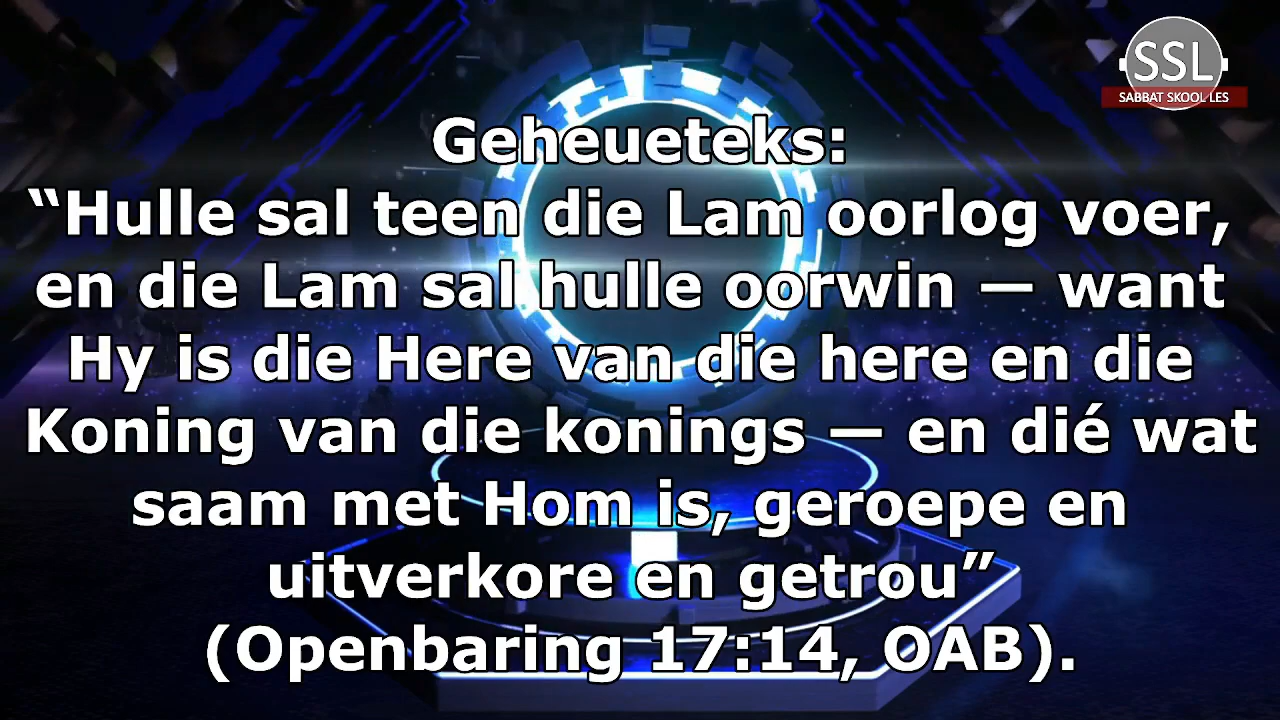 SSL
SABBAT SKOOL LES
Geheueteks:
“Hulle sal teen die Lam oorlog voer,
en die Lam sal hulle oorwin — want
Hy is die Here van die here en die
Koning van die konings — en dié wat
saam met Hom is, geroepe en
uitverkore en getrou”
(Openbaring 17:14, OAB).